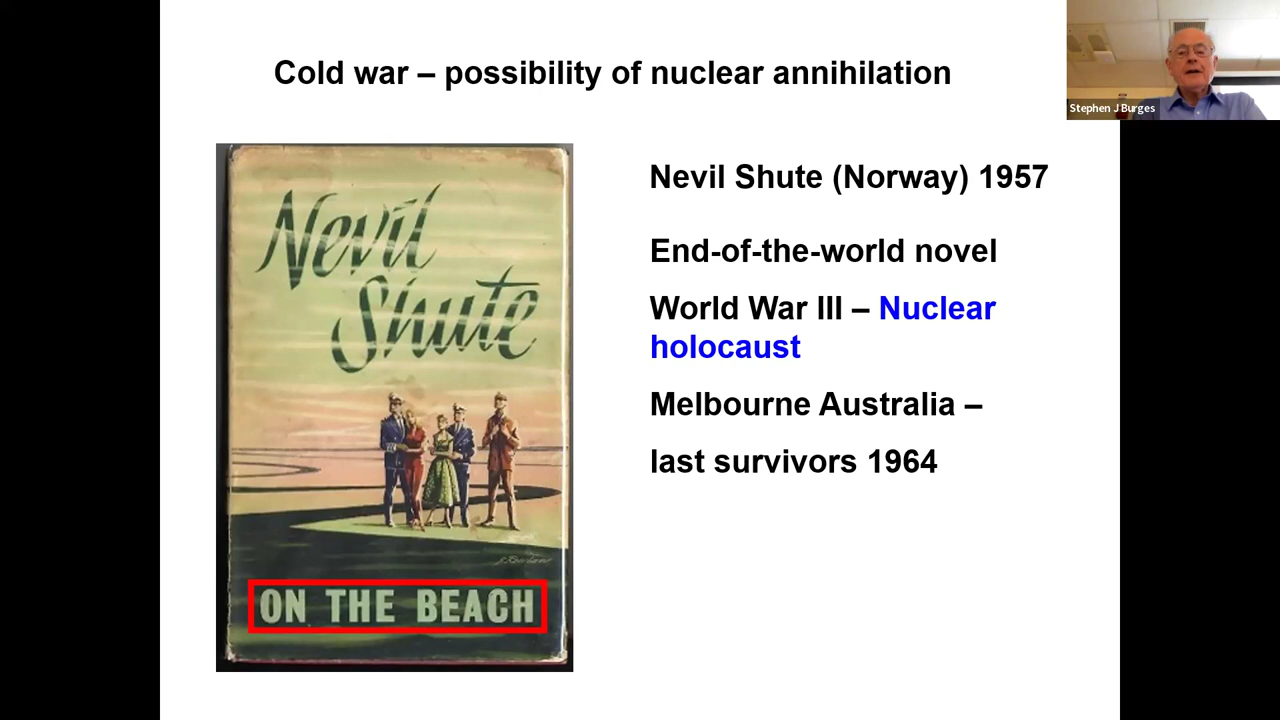 Cold war – possibility of nuclear annihilation
Stephen J Burges
Nevil
Shute
ON THE BEACH
Nevil Shute (Norway) 1957
End-of-the-world novel
World War III – Nuclear
holocaust
Melbourne Australia –
last survivors 1964